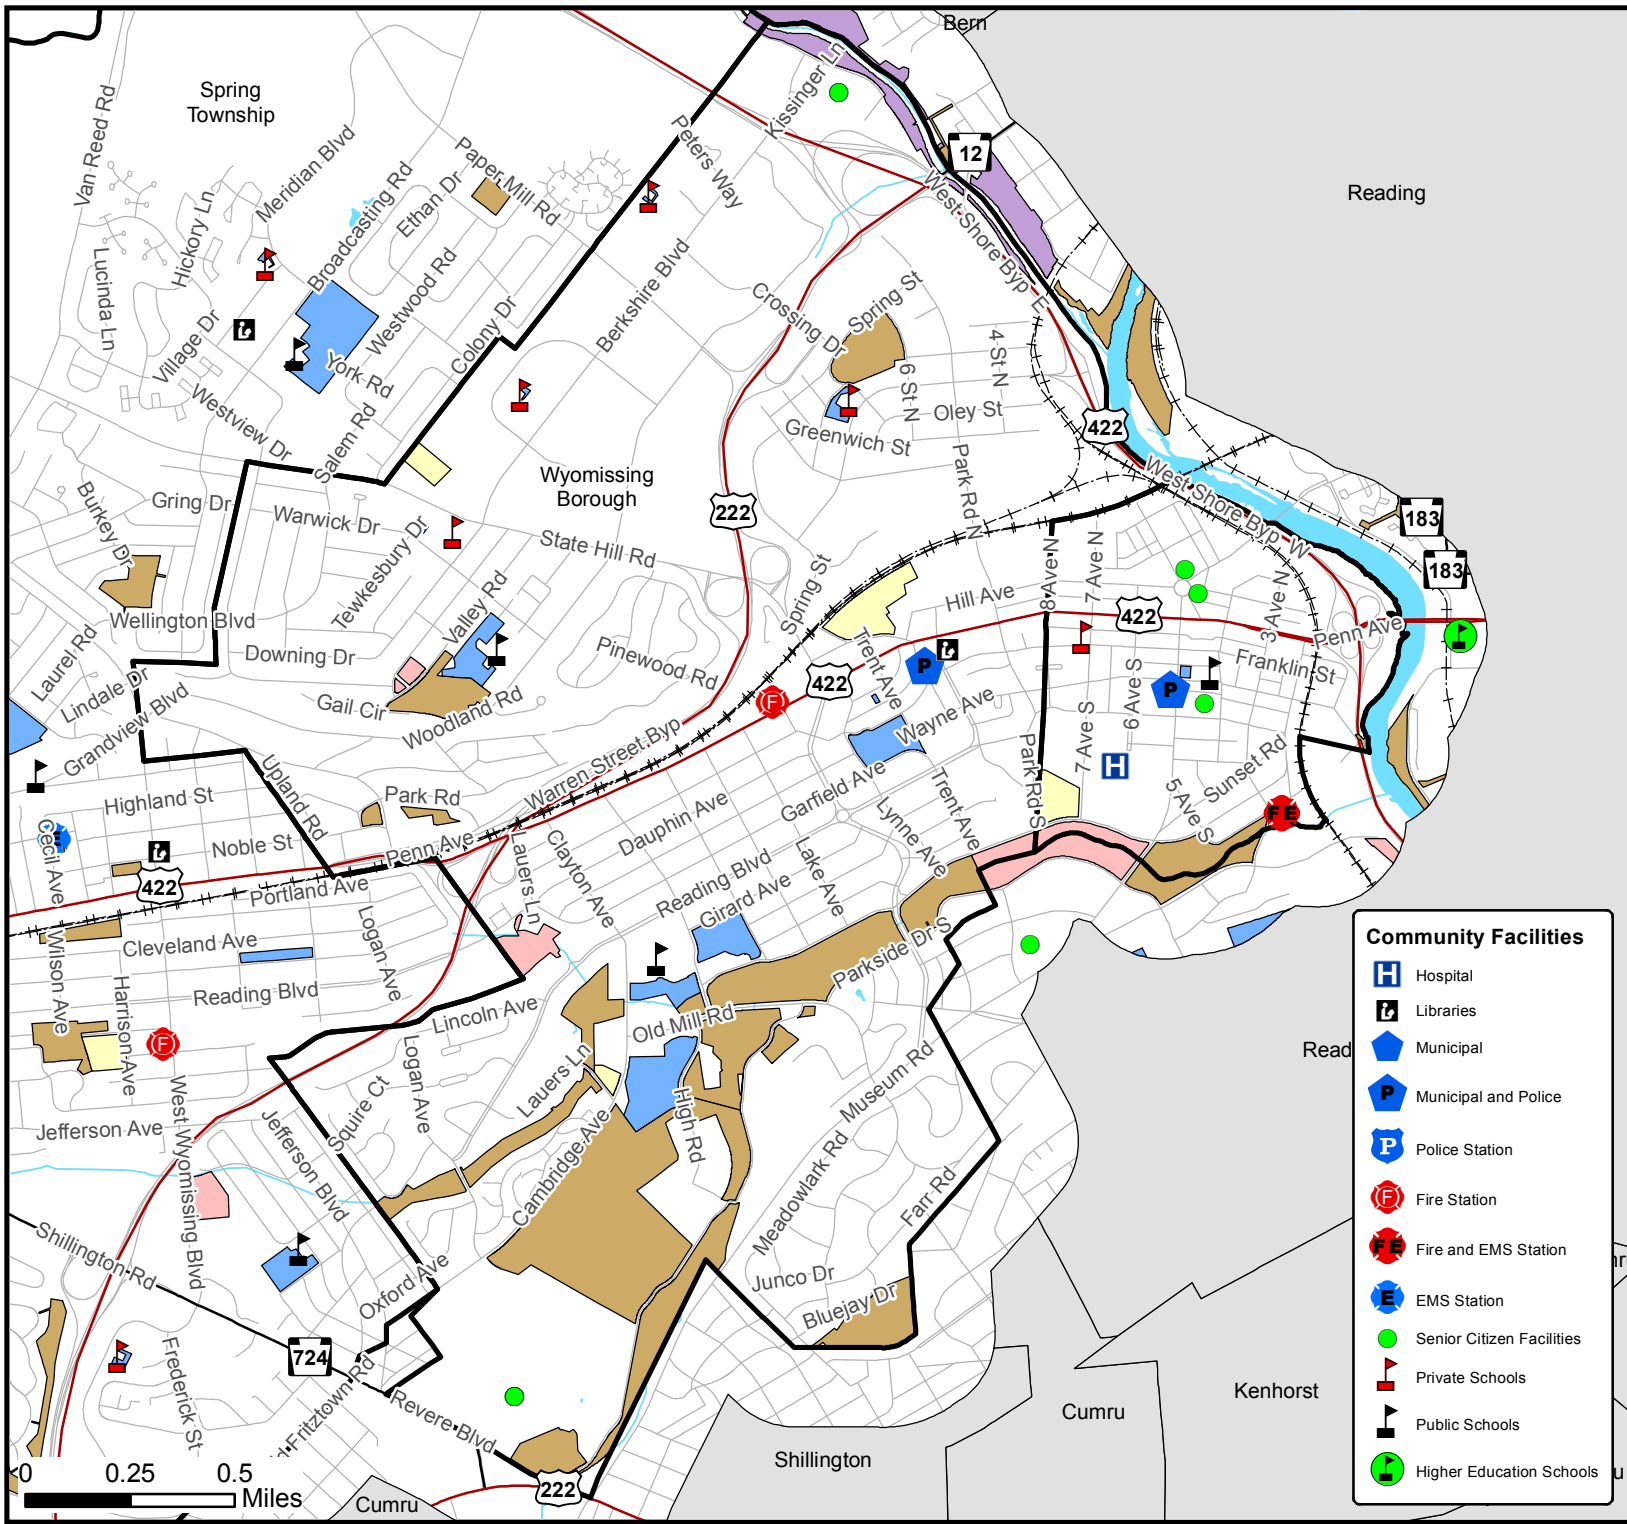 Bern
Spring
Township
Van Reed Rd
Meridian Blvd
Kissinger Ln
Peters Way
Paper Mill Rd
12
Reading
Hickory Ln
Broadcasting Rd
Ethan Dr
West Shore Byp E
Lucinda Ln
Westwood Rd
Berkshire Blvd
Crossing Dr
Spring St
Village Dr
York Rd
Colony Dr
4 St N
6 St N
Westview Dr
Salem Rd
Oley St
Greenwich St
422
Wyomissing
Borough
Park Rd N
West Shore Byp W
Burkey Dr
Gring Dr
Warwick Dr
222
183
183
Tewkesbury Dr
State Hill Rd
8 Ave N
7 Ave N
Valley Rd
Spring St
Hill Ave
422
3 Ave N
Penn Ave
Wellington Blvd
Laurel Rd
Downing Dr
Pinewood Rd
Trent Ave
P
Franklin St
Lindale Dr
Gail Cir
Woodland Rd
422
6 Ave S
P
Grandview Blvd
F
Wayne Ave
7 Ave S
Warren Street Byp
Park Rd S
H
Upland Rd
Highland St
Park Rd
Garfield Ave
Trent Ave
5 Ave S
Sunset Rd
Dauphin Ave
Lynne Ave
F E
Cecil Ave
E
Noble St
Penn Ave
Lauers Ln
Clayton Ave
422
Portland Ave
Reading Blvd
Girard Ave
Lake Ave
Wilson Ave
Cleveland Ave
Logan Ave
Parkside Dr S
Community Facilities
H Hospital
Libraries
Municipal
P Municipal and Police
P Police Station
F Fire Station
F E Fire and EMS Station
E EMS Station
Senior Citizen Facilities
Private Schools
Public Schools
Higher Education Schools
Harrison Ave
Reading Blvd
Lincoln Ave
Old Mill Rd
F
Read
Logan Ave
Lauers Ln
Museum Rd
Squire Ct
High Rd
Jefferson Ave
West Wyomissing Blvd
Jefferson Blvd
Cambridge Ave
Meadowlark Rd
Farr Rd
Shillington Rd
Oxford Ave
Junco Dr
Bluejay Dr
724
Frederick St
Fritztown Rd
Revere Blvd
Kenhorst
Cumru
Shillington
222
0 0.25 0.5
Miles
Cumru